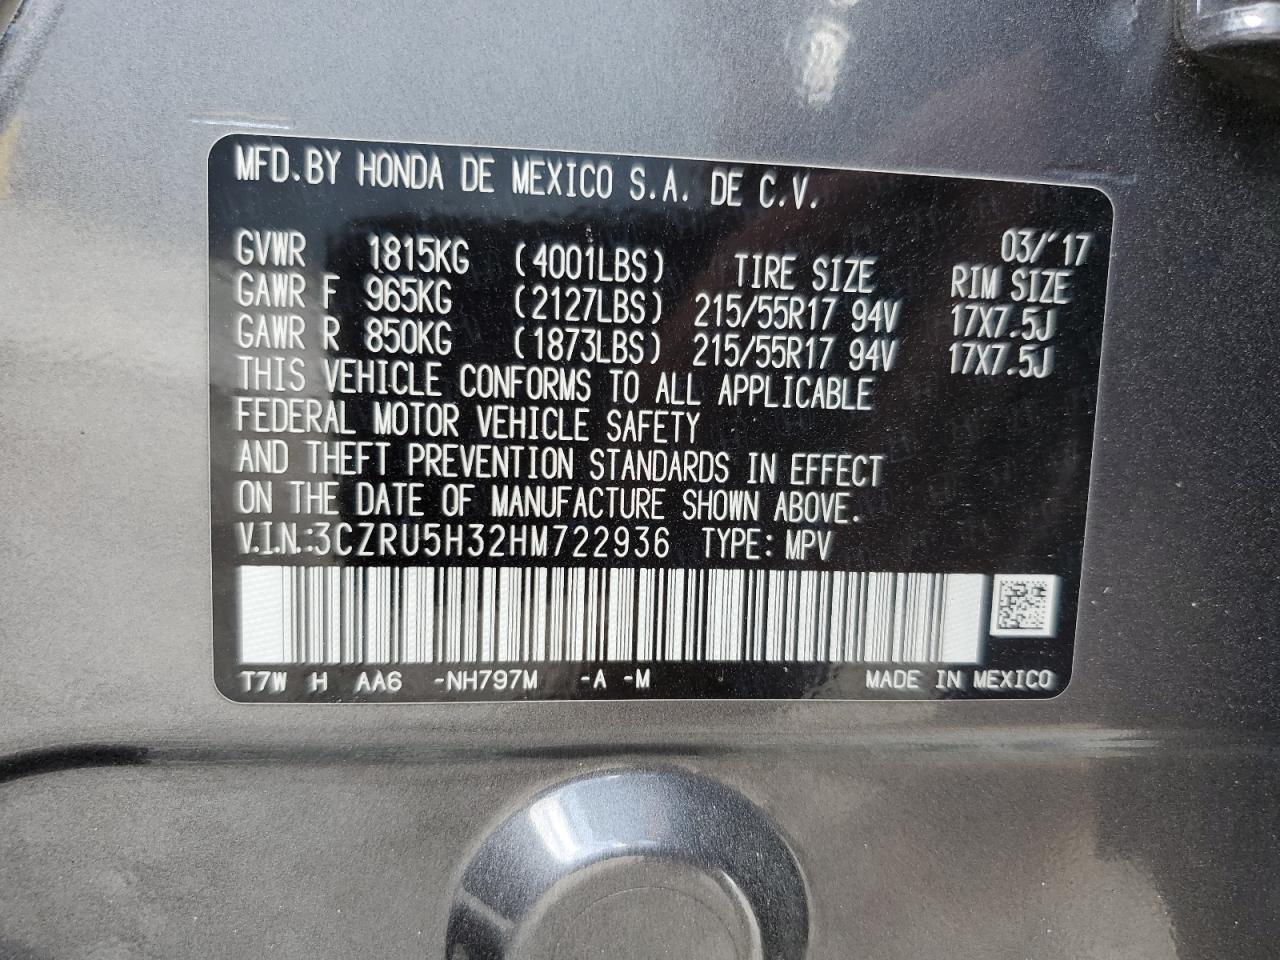 MFD.BY HONDA DE MEXICO S.A. DE C.V.
03/'17
GVWR 1815KG (4001LBS) TIRE SIZE RIM SIZE
GAWR F 965KG (2127LBS) 215/55R17 94V 17X7.5J
GAWR R 850KG (1873LBS) 215/55R17 94V 17X7.5J
THIS VEHICLE CONFORMS TO ALL APPLICABLE
FEDERAL MOTOR VEHICLE SAFETY
AND THEFT PREVENTION STANDARDS IN EFFECT
ON THE DATE OF MANUFACTURE SHOWN ABOVE.
V.I.N.:3CZRU5H32HM722936 TYPE: MPV
T7W H AA6 -NH797M -A -M MADE IN MEXICO